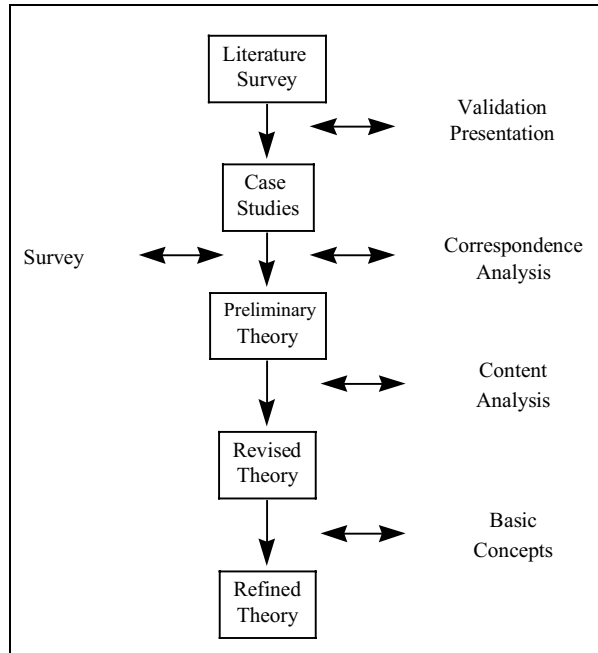 Literature
Survey
Validation
Presentation
Case
Studies
Survey
Correspondence
Analysis
Preliminary
Theory
Content
Analysis
Revised
Theory
Basic
Concepts
Refined
Theory